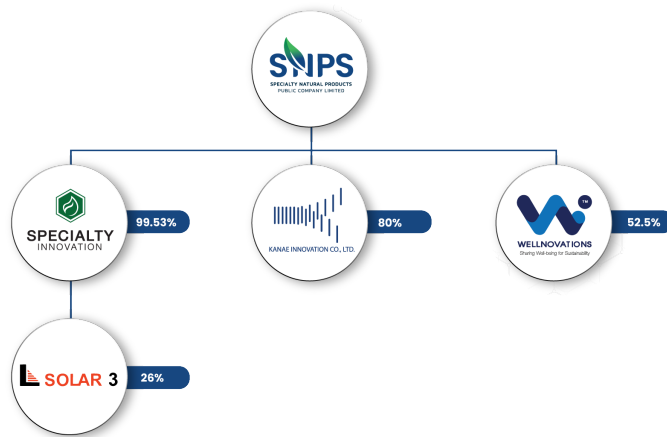 SNPS
SPECIALTY NATURAL PRODUCTS
PUBLIC COMPANY LIMITED
SPECIALTY
INNOVATION
99.53%
KANAE INNOVATION CO., LTD.
80%
TM
WELLNOVATIONS
Sharing Well-being for Sustainability
52.5%
L SOLAR 3
26%